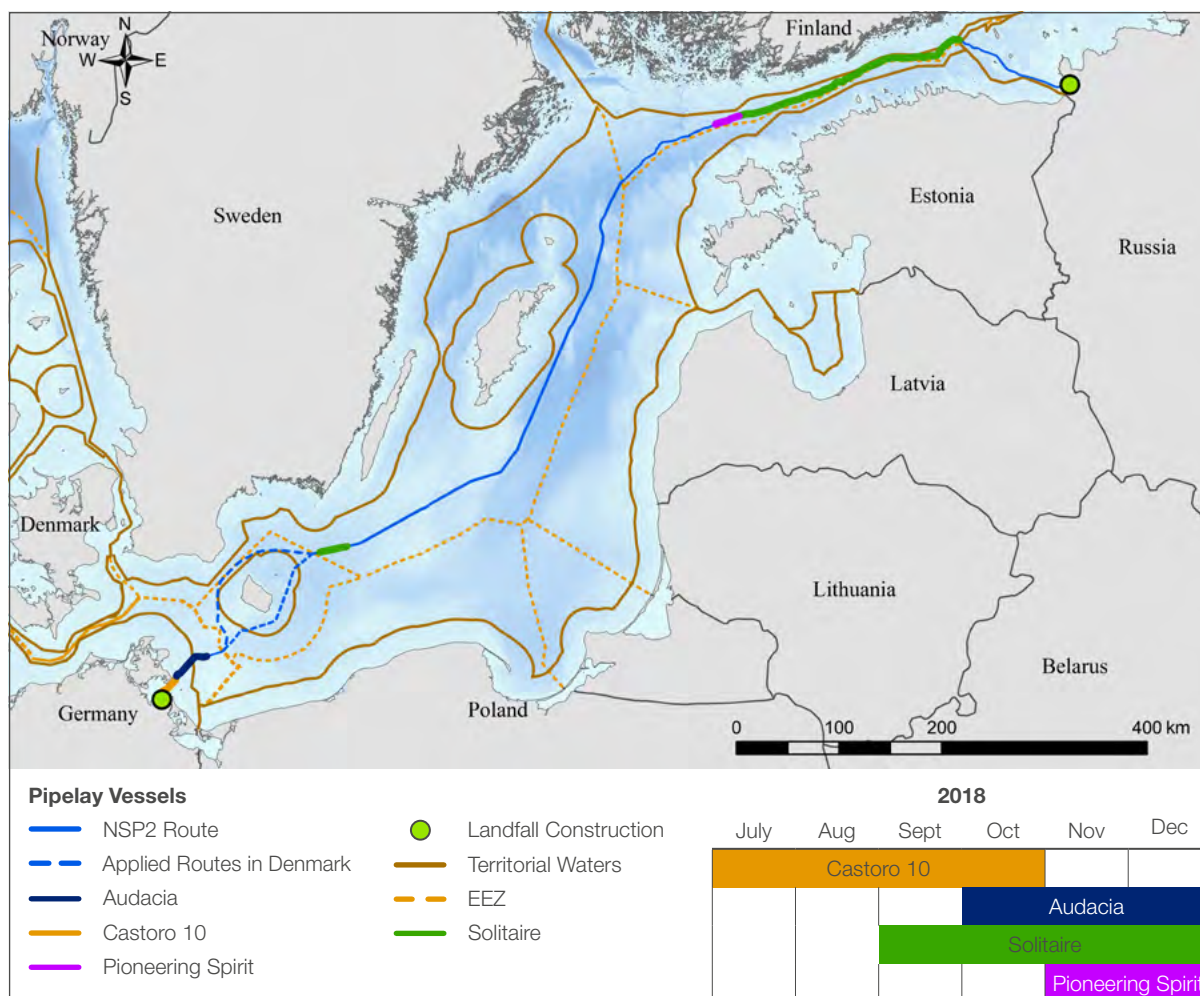 Norway
N
W E
S
Finland
Sweden
Estonia
Russia
Latvia
Denmark
Lithuania
Belarus
Germany
Poland
0 100 200 400 km
Pipelay Vessels
NSP2 Route
Applied Routes in Denmark
Audacia
Castoro 10
Pioneering Spirit
Landfall Construction
Territorial Waters
EEZ
Solitaire
2018
July Aug Sept Oct Nov Dec
Castoro 10
Audacia
Solitaire
Pioneering Spirit